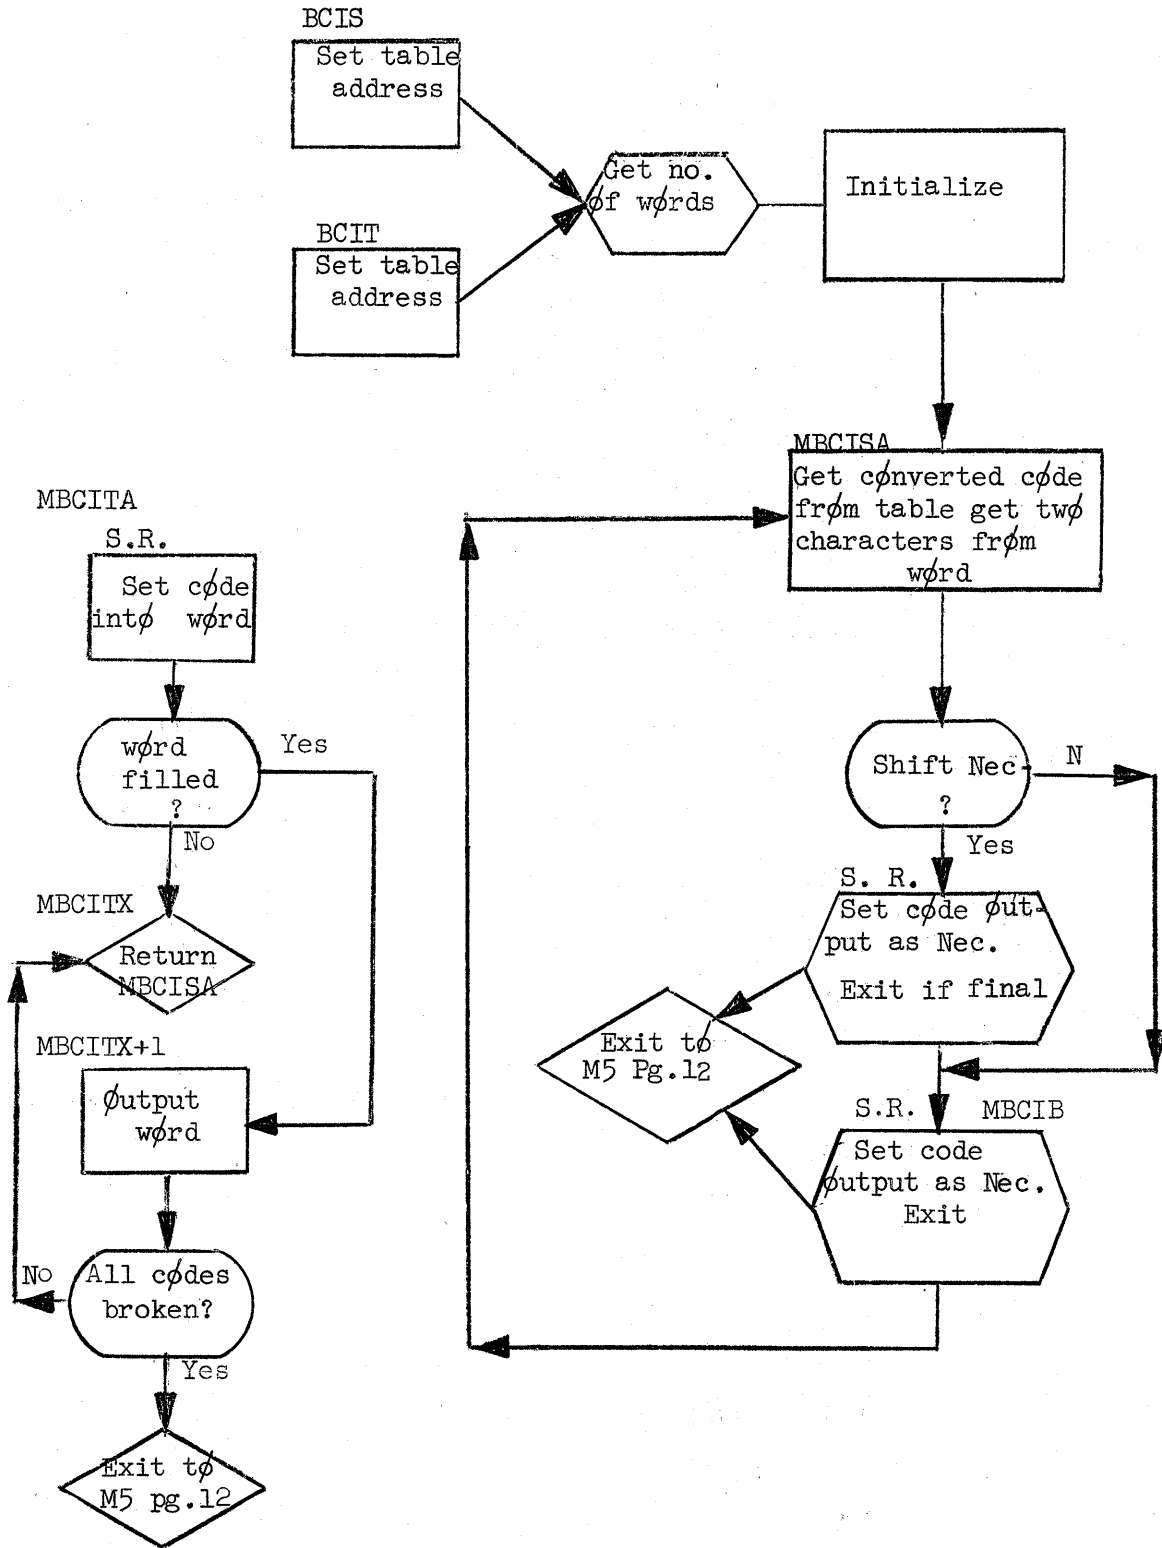 BCIS
Set table
address
BCIT
Set table
address
Get no.
øf wørds
Initialize
MBCISA
Get cønverted cøde
frøm table get twø
characters frøm
wørd
Shift Nec-
?
N
Yes
S. R.
Set cøde øut-
put as Nec.
Exit if final
Exit tø
M5 Pg.12
S.R. MBCIB
Set code
øutput as Nec.
Exit
MBCITA
S.R.
Set cøde
intø wørd
wørd
filled
?
Yes
No
MBCITX
Return
MBCISA
MBCITX+1
Øutput
wørd
All cødes
broken?
No
Yes
Exit tø
M5 pg.12